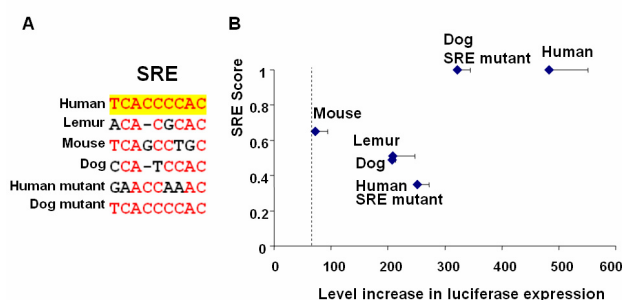 A
SRE
Human TCACCCCAC
Lemur ACA-CGCAC
Mouse TCAGCCTGC
Dog CCA-TCCAC
Human mutant GAACCAAAC
Dog mutant TCACCCCAC
B
SRE Score
1
0.8
0.6
0.4
0.2
0
Dog
SRE mutant
Human
Mouse
Lemur
Dog
Human
SRE mutant
0 100 200 300 400 500 600
Level increase in luciferase expression